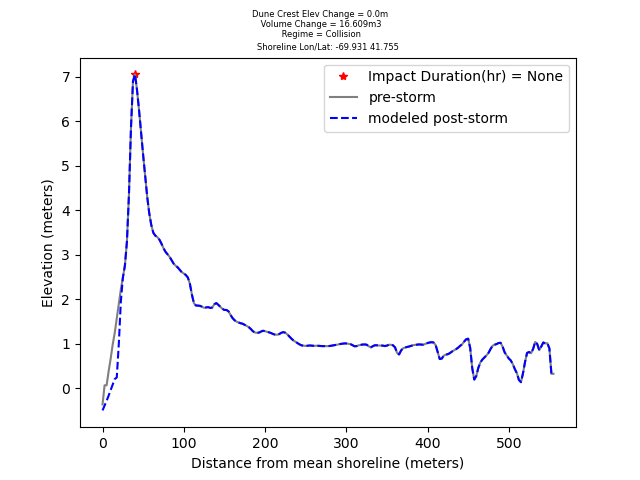 Dune Crest Elev Change = 0.0m
Volume Change = 16.609m3
Regime = Collision
Shoreline Lon/Lat: -69.931 41.755
Impact Duration(hr) = None
pre-storm
modeled post-storm
Elevation (meters)
7
6
5
4
3
2
1
0
0 100 200 300 400 500
Distance from mean shoreline (meters)